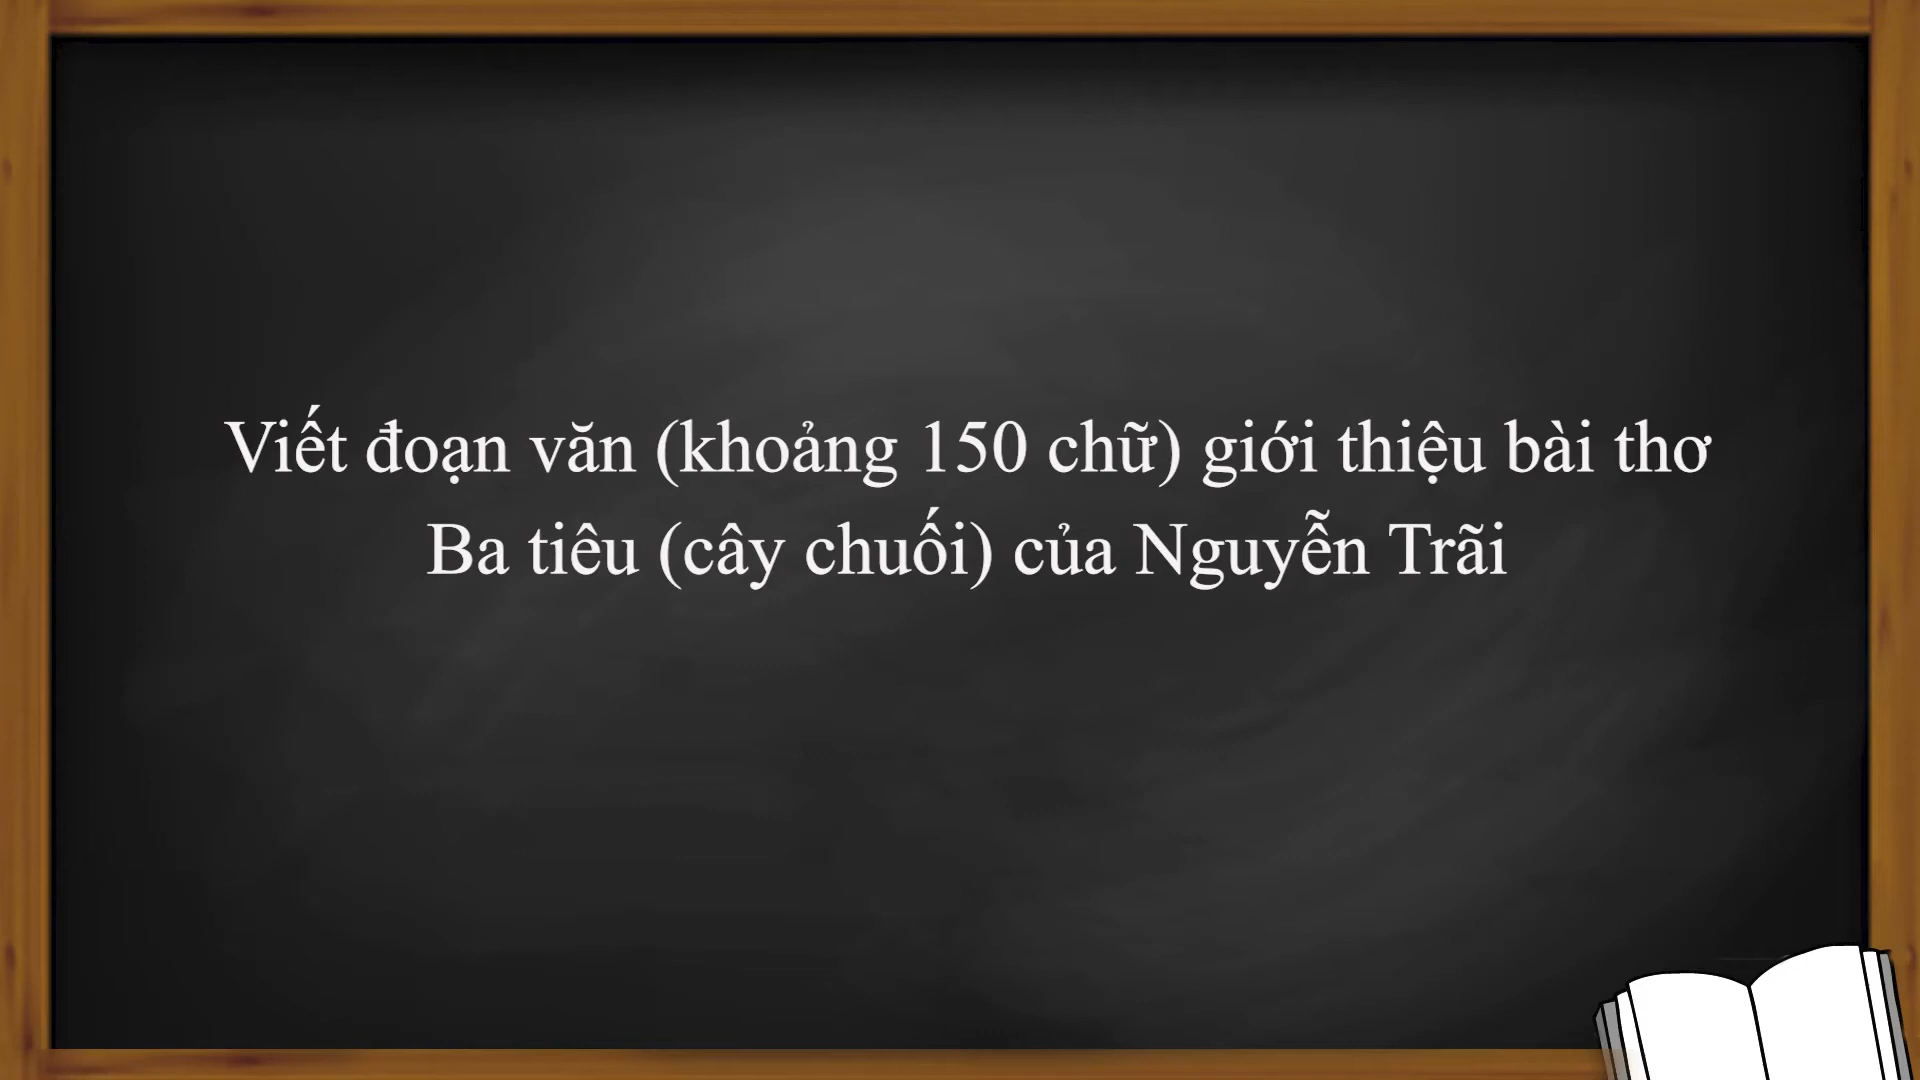 Viết đoạn văn (khoảng 150 chữ) giới thiệu bài thơ
Ba tiêu (cây chuối) của Nguyễn Trãi